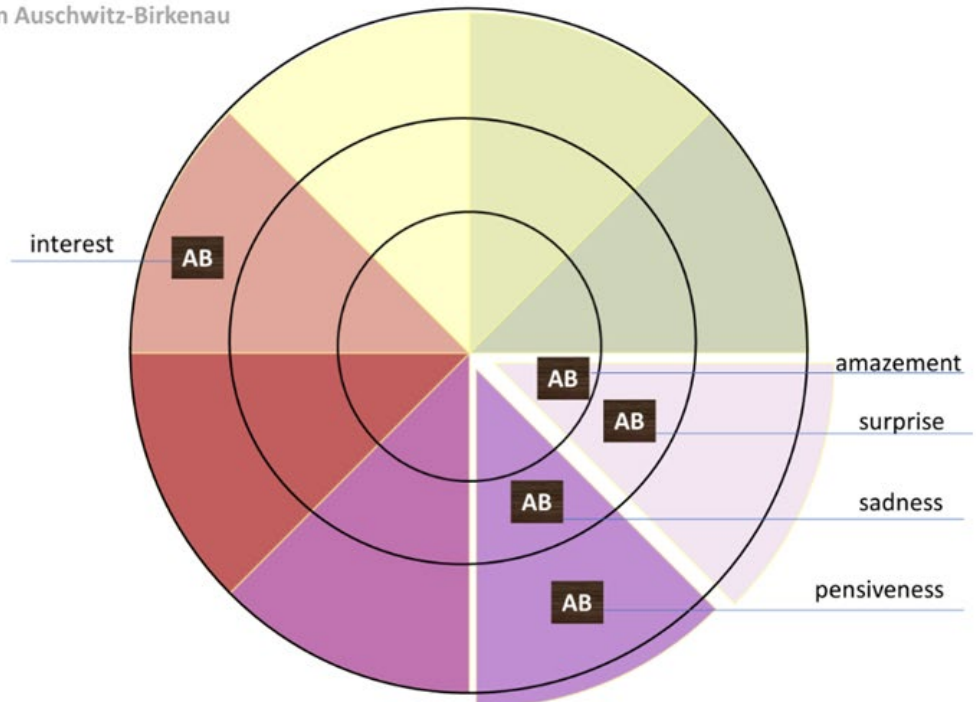 Auschwitz-Birkenau
interest
AB
amazement
AB
surprise
AB
sadness
AB
pensiveness
AB